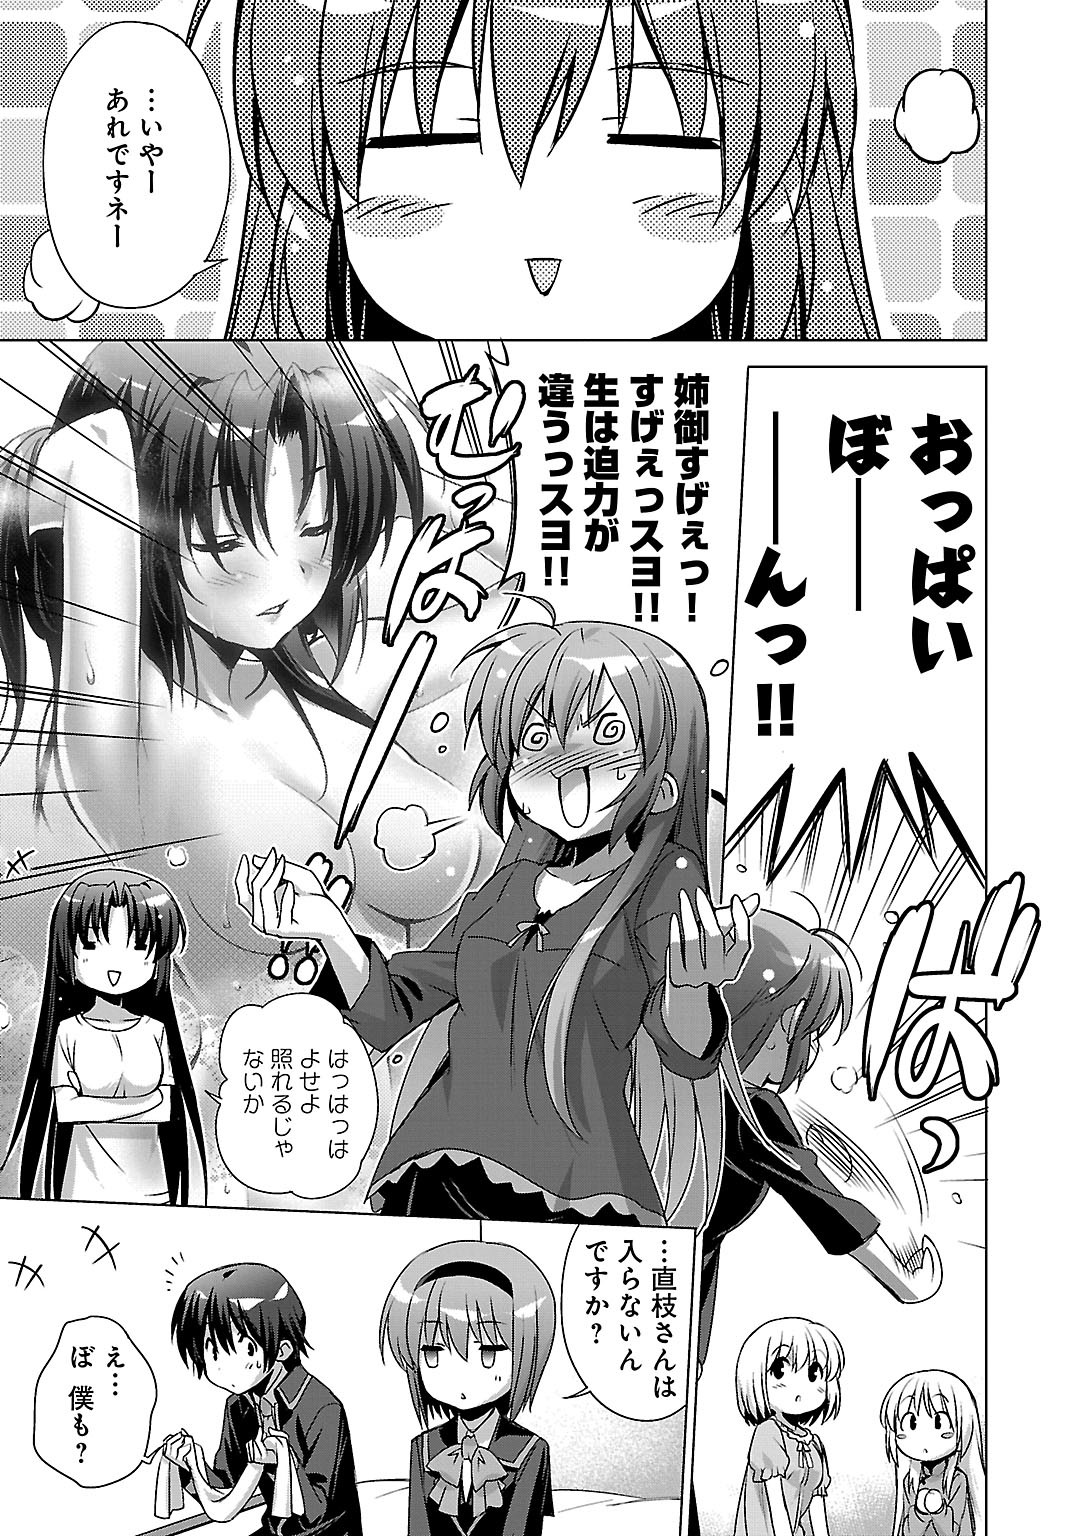 …いやー
あれですネー
おっぱい
ぼ――
――んっ!!
ばっ
姉御すげぇっ!
すげぇっスヨ!!
生は迫力が
違うっスヨ!!
むっはー
はっはっは
よせよ
照れるじゃ
ないか
…直枝さんは
入らないん
ですか?
え…
ぼ 僕も?